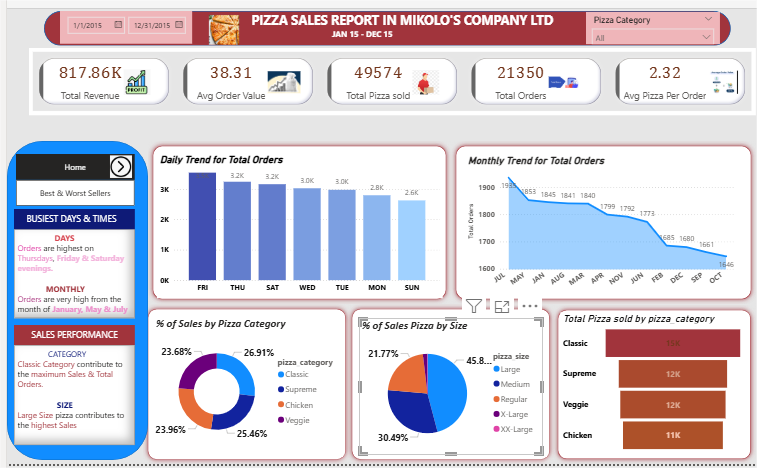 1/1/2015
12/31/2015
PIZZA SALES REPORT IN MIKOLO'S COMPANY LTD
JAN 15 - DEC 15
Pizza Category
All
817.86K
Total Revenue
PROFIT
38.31
Avg Order Value
49574
Total Pizza sold
21350
Total Orders
2.32
Avg Pizza Per Order
Home
Best & Worst Sellers
BUSIEST DAYS & TIMES
DAYS
Orders are highest on
Thursdays, Friday & Saturday
evenings.
MONTHLY
Orders are very high from the
month of January, May & July
SALES PERFORMANCE
CATEGORY
Classic Category contribute to
the maximum Sales & Total
Orders.
SIZE
Large Size pizza contributes to
the highest Sales
Daily Trend for Total Orders
3K
2K
1K
0K
3.2K
3.2K
3.0K
3.0K
2.8K
2.6K
FRI
THU
SAT
WED
TUE
MON
SUN
Monthly Trend for Total Orders
Total Orders
1900
1800
1700
1600
1935
1853
1845
1841
1840
1799
1792
1773
1685
1680
1661
1646
JUL
MAY
JAN
AUG
MAR
APR
NOV
JUN
FEB
DEC
SEP
OCT
% of Sales by Pizza Category
23.68%
26.91%
23.96%
25.46%
pizza_category
Classic
Supreme
Chicken
Veggie
% of Sales Pizza by Size
21.77%
45.8...
30.49%
pizza_size
Large
Medium
Regular
X-Large
XX-Large
Total Pizza sold by pizza_category
Classic
Supreme
12K
Veggie
12K
Chicken
11K